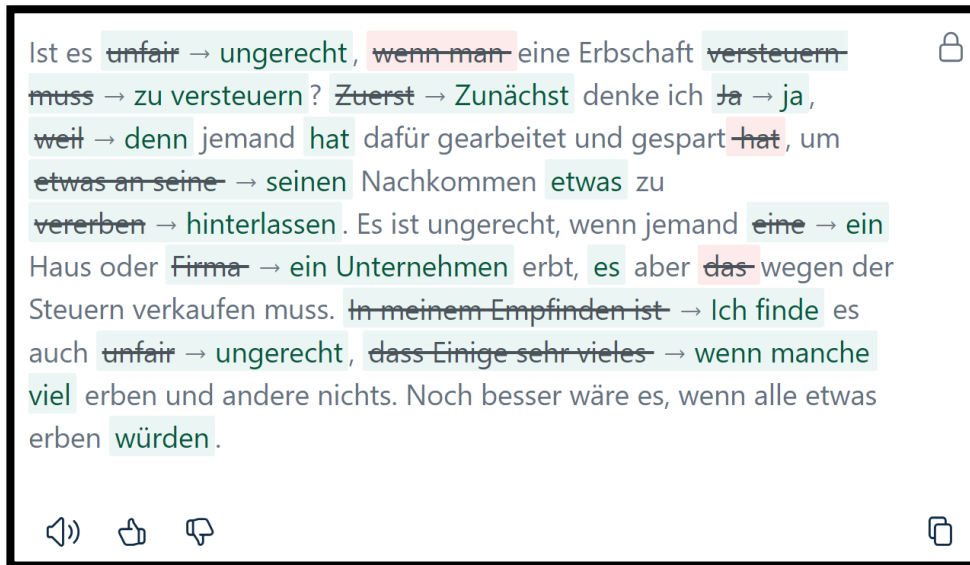 Ist es unfair → ungerecht, wenn man eine Erbschaft versteuern
muss → zu versteuern? Zuerst → Zunächst denke ich Ja → ja,
weil → denn jemand hat dafür gearbeitet und gespart hat, um
etwas an seine → seinen Nachkommen etwas zu
vererben → hinterlassen. Es ist ungerecht, wenn jemand eine → ein
Haus oder Firma → ein Unternehmen erbt, es aber das wegen der
Steuern verkaufen muss. In meinem Empfinden ist → Ich finde es
auch unfair → ungerecht, dass Einige sehr vieles → wenn manche
viel erben und andere nichts. Noch besser wäre es, wenn alle etwas
erben würden.